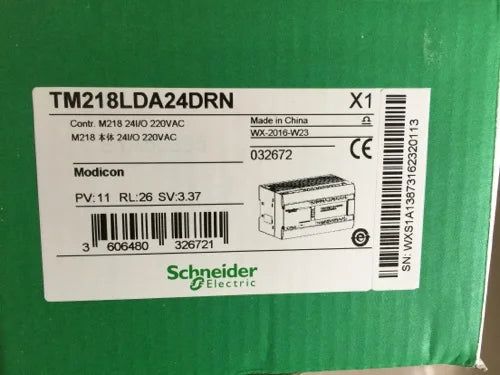 TM218LDA24DRN X1
Contr. M218 24I/O 220VAC
M218 本体 24I/O 220VAC
Made in China
WX-2016-W23
032672
CE
Modicon
PV:11 RL:26 SV:3.37
3 606480 326721
Schneider
Electric
SN: WXS1A13873162320113